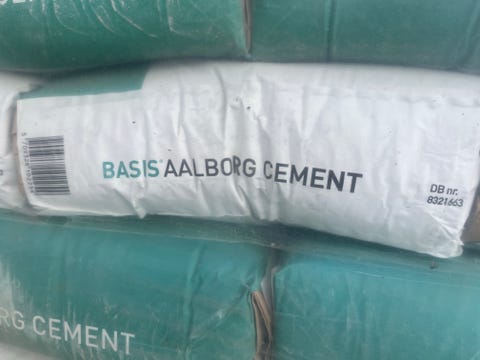 BASIS® AALBORG CEMENT
DB nr.
8321663
RG CEMENT